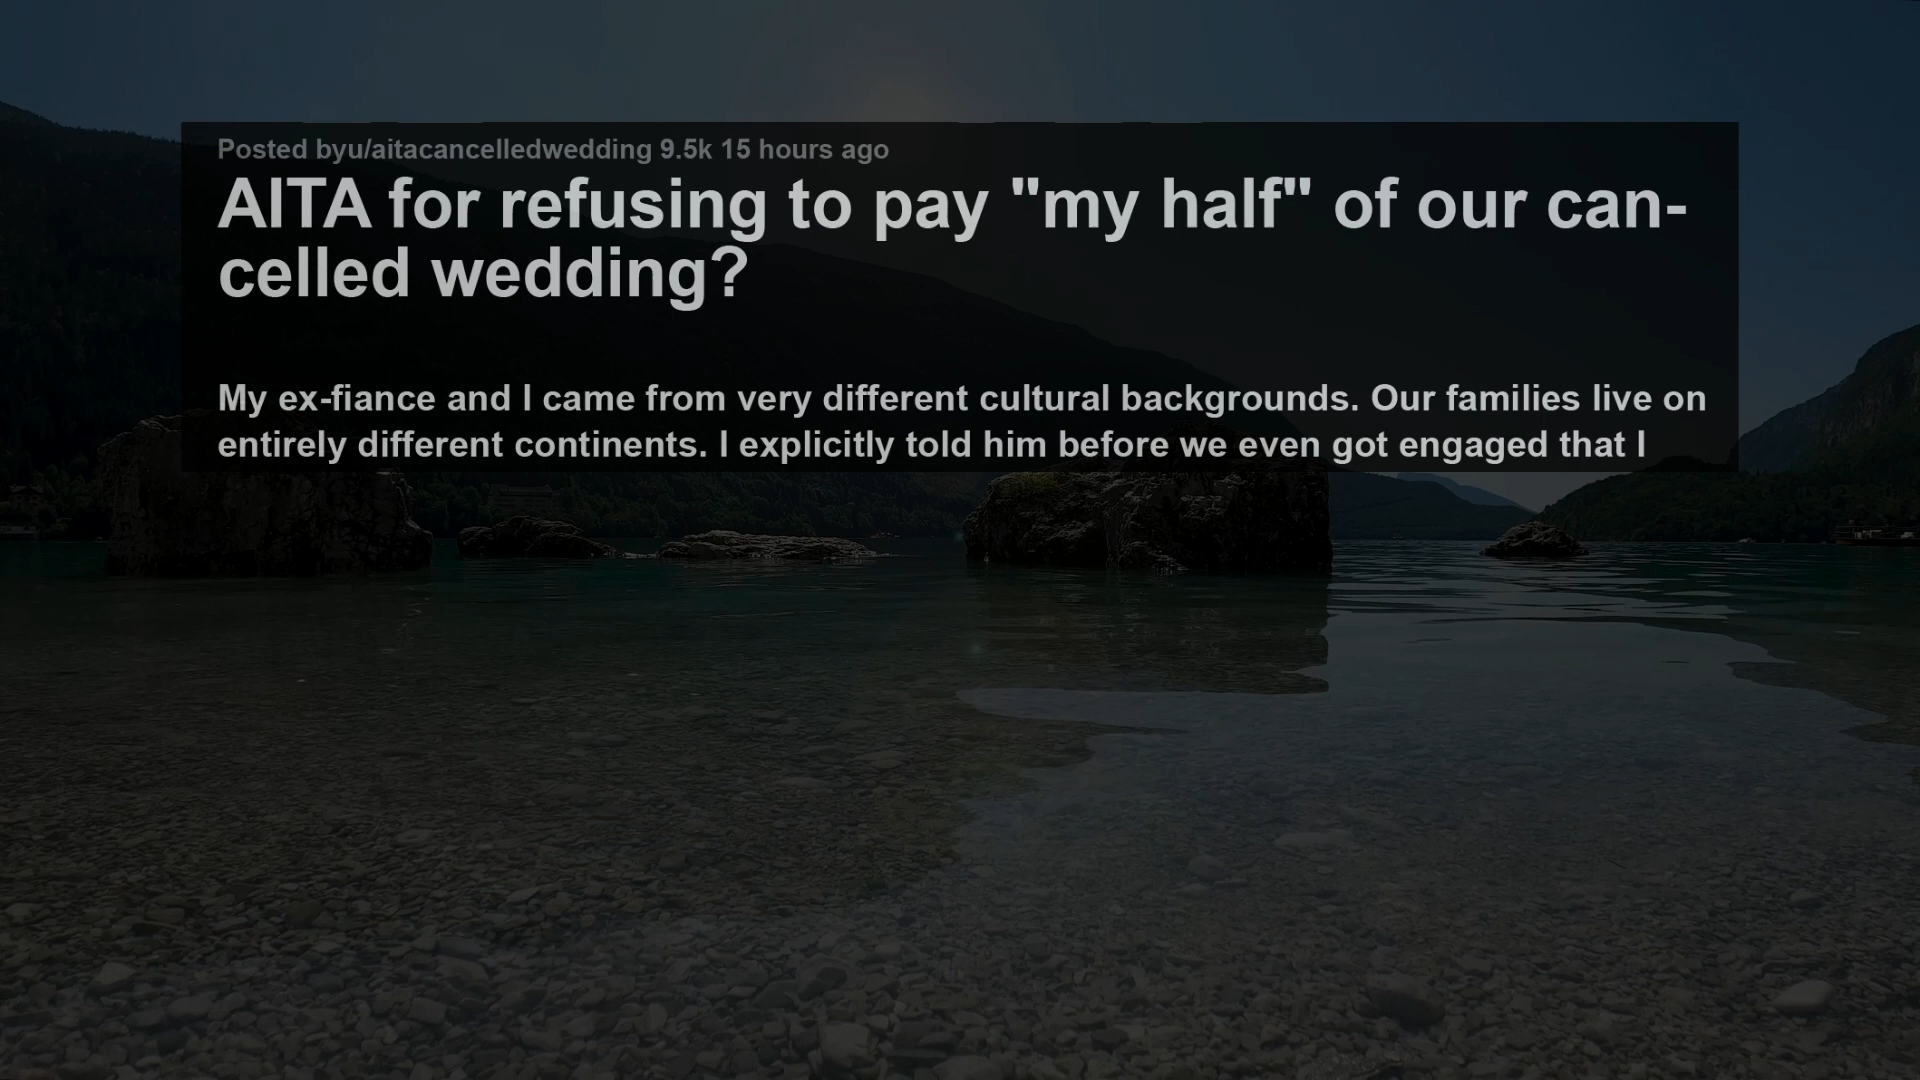 Posted byu/aitacancelledwedding 9.5k 15 hours ago
AITA for refusing to pay "my half" of our can-
celled wedding?
My ex-fiance and I came from very different cultural backgrounds. Our families live on
entirely different continents. I explicitly told him before we even got engaged that I